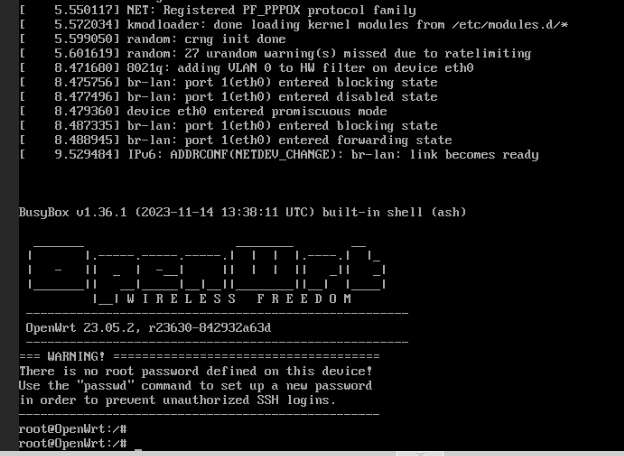 [    5.550117] NET: Registered PF_PPPOX protocol family
[    5.572034] kmodloader: done loading kernel modules from /etc/modules.d/*
[    5.599050] random: crng init done
[    5.601619] random: 27 urandom warning(s) missed due to ratelimiting
[    8.471680] 8021q: adding VLAN 0 to HW filter on device eth0
[    8.475756] br-lan: port 1(eth0) entered blocking state
[    8.477496] br-lan: port 1(eth0) entered disabled state
[    8.479360] device eth0 entered promiscuous mode
[    8.487335] br-lan: port 1(eth0) entered blocking state
[    8.488945] br-lan: port 1(eth0) entered forwarding state
[    9.529484] IPv6: ADDRCONF(NETDEV_CHANGE): br-lan: link becomes ready
BusyBox v1.36.1 (2023-11-14 13:38:11 UTC) built-in shell (ash)
OpenWrt
W I R E L E S S   F R E E D O M
-----------------------------------------------------
OpenWrt 23.05.2, r23630-842932a63d
-----------------------------------------------------
=== WARNING! =====================================
There is no root password defined on this device!
Use the "passwd" command to set up a new password
in order to prevent unauthorized SSH logins.
--------------------------------------------------
root@OpenWrt:/#
root@OpenWrt:/# _